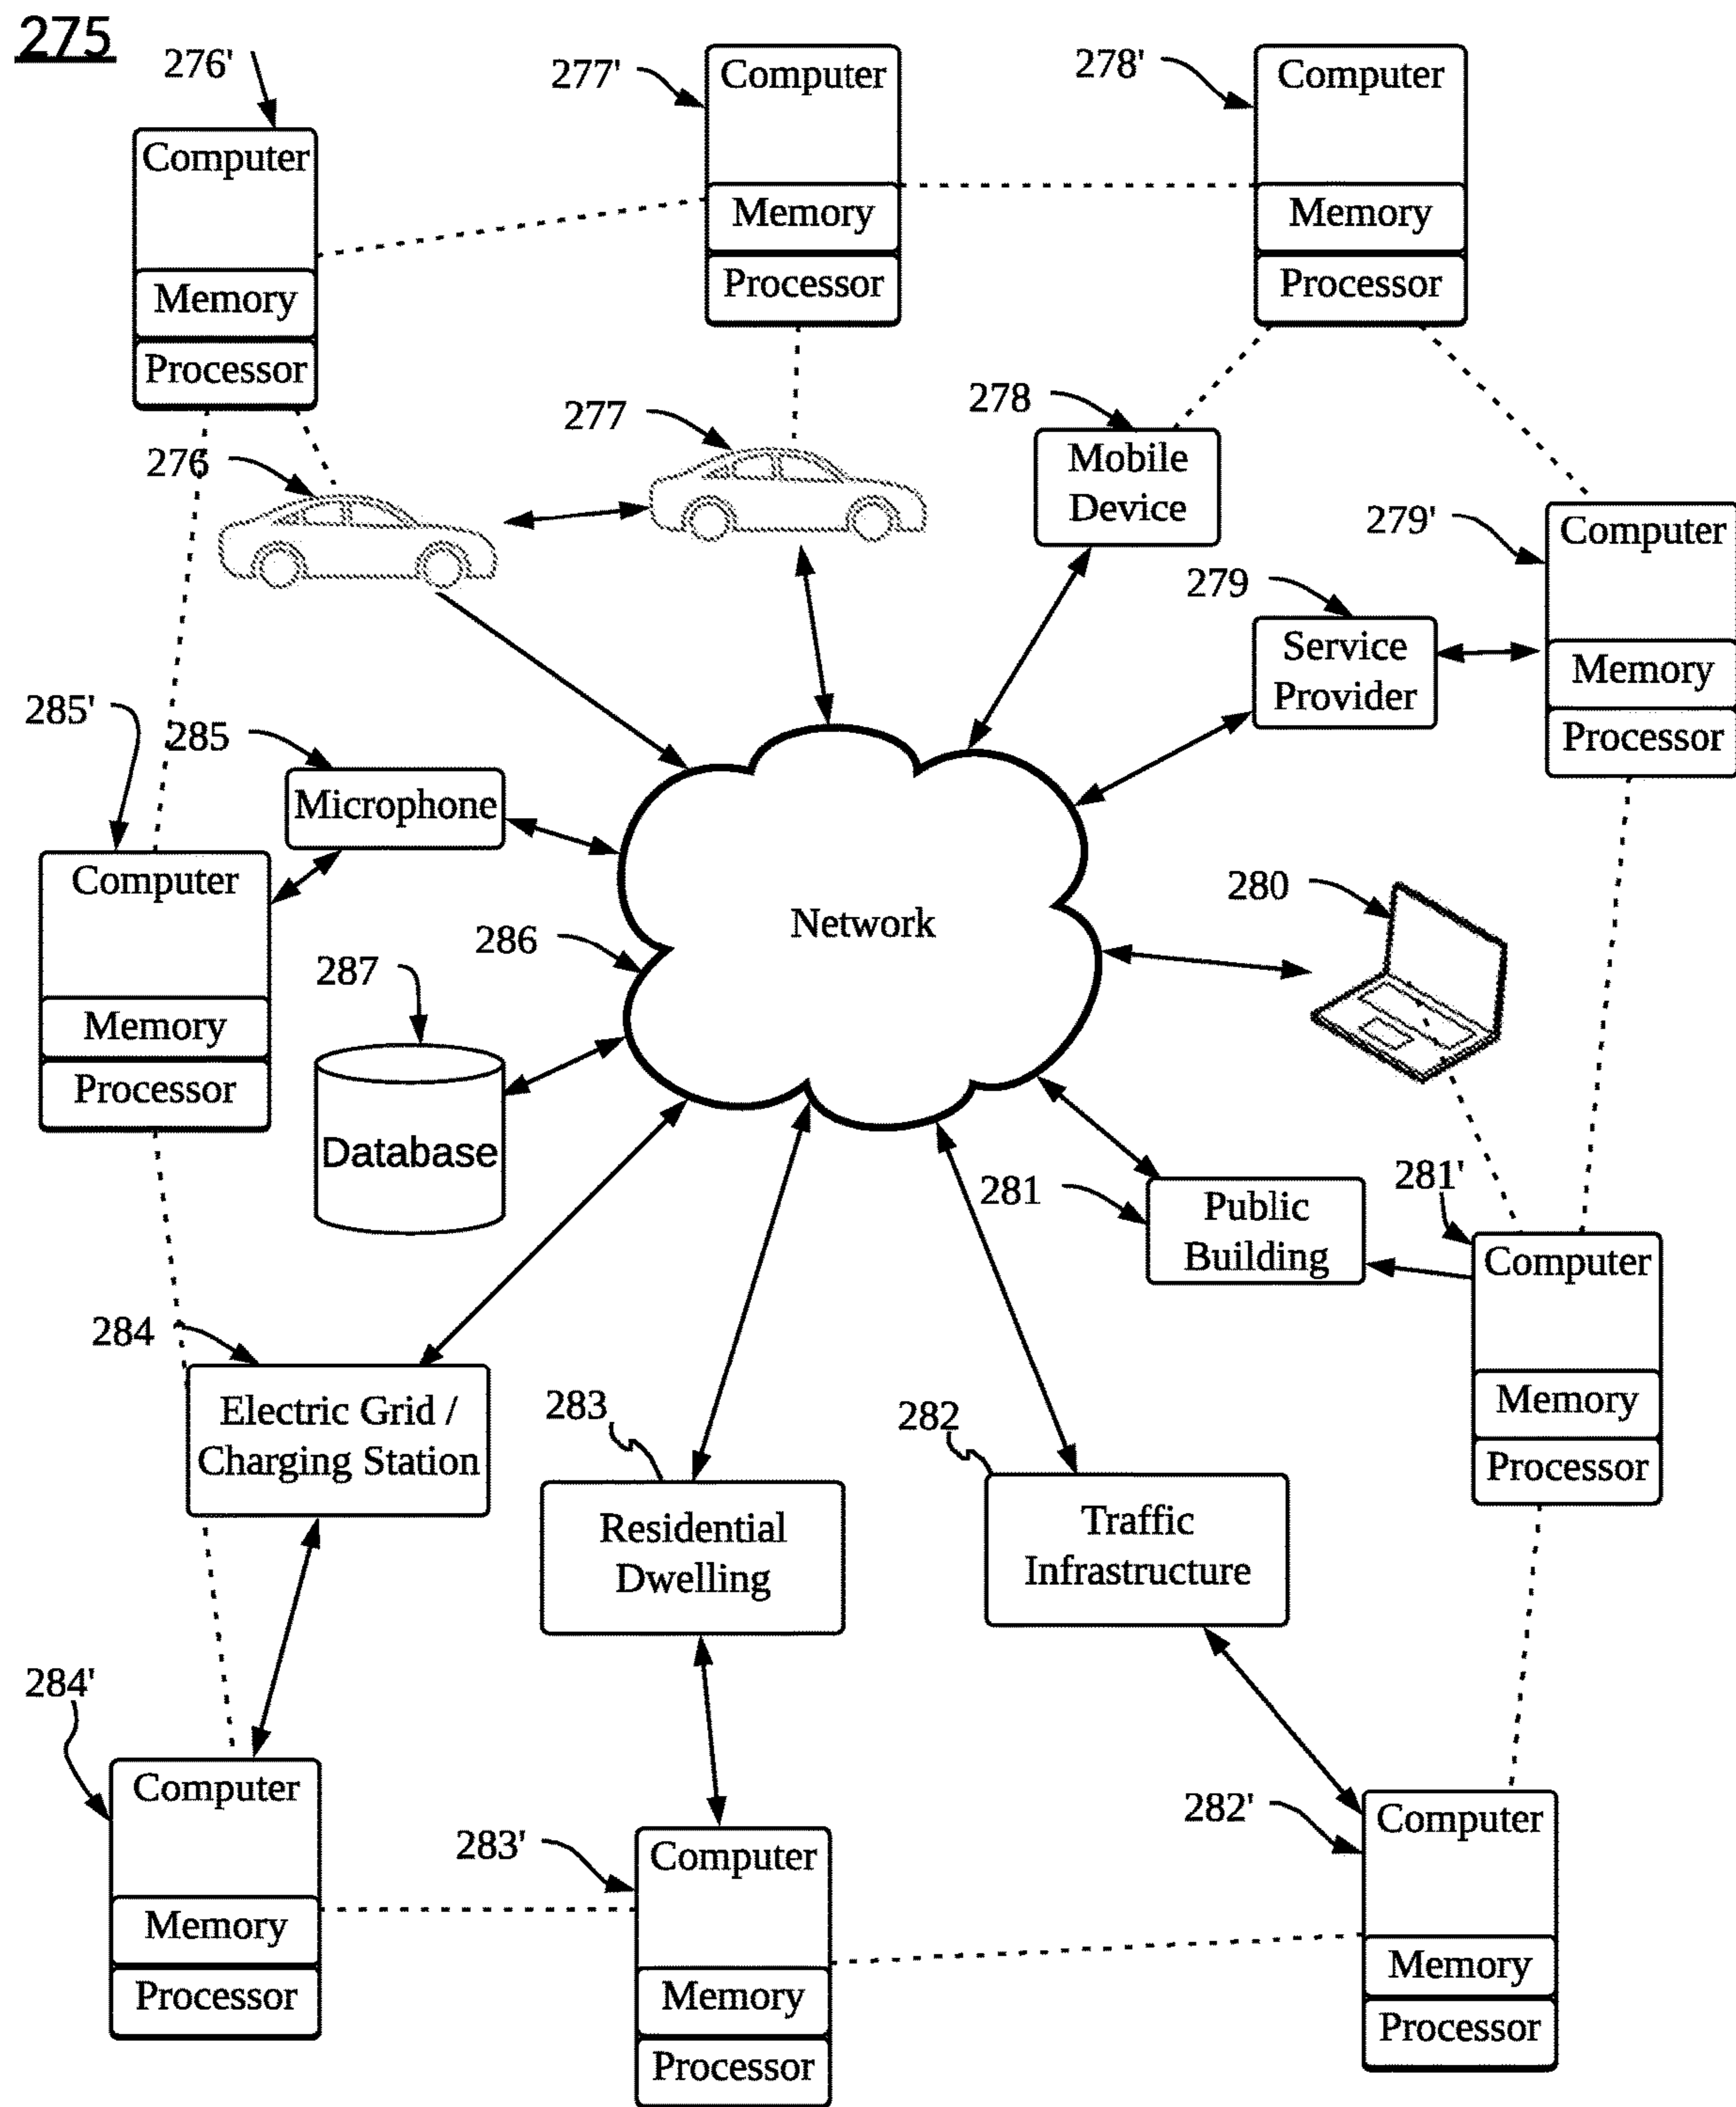 275
276'
277'
278'
Computer
Memory
Processor
Computer
Memory
Processor
Computer
Memory
Processor
276
277
278
Mobile
Device
279'
Computer
Memory
Processor
279
Service
Provider
285'
285
Microphone
Computer
Memory
Processor
286
Network
280
287
Database
281
Public
Building
281'
Computer
Memory
Processor
284
Electric Grid /
Charging Station
283
Residential
Dwelling
282
Traffic
Infrastructure
284'
Computer
Memory
Processor
283'
Computer
Memory
Processor
282'
Computer
Memory
Processor